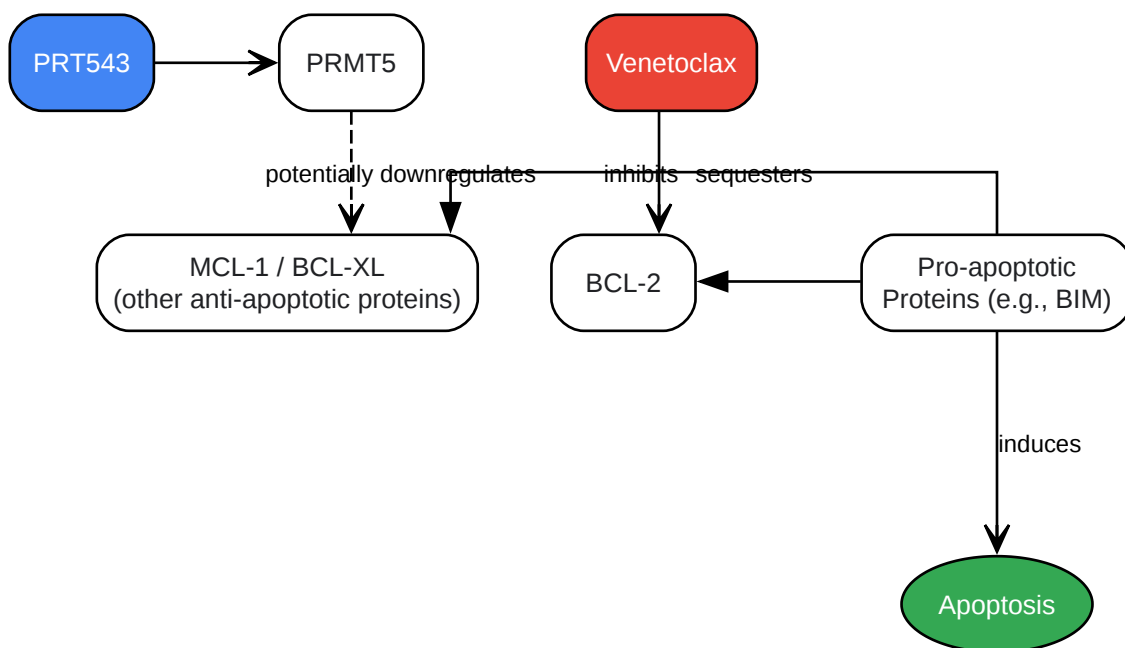 PRT543
PRMT5
Venetoclax
potentially downregulates
inhibits
sequesters
MCL-1 / BCL-XL
(other anti-apoptotic proteins)
BCL-2
Pro-apoptotic
Proteins (e.g., BIM)
induces
Apoptosis